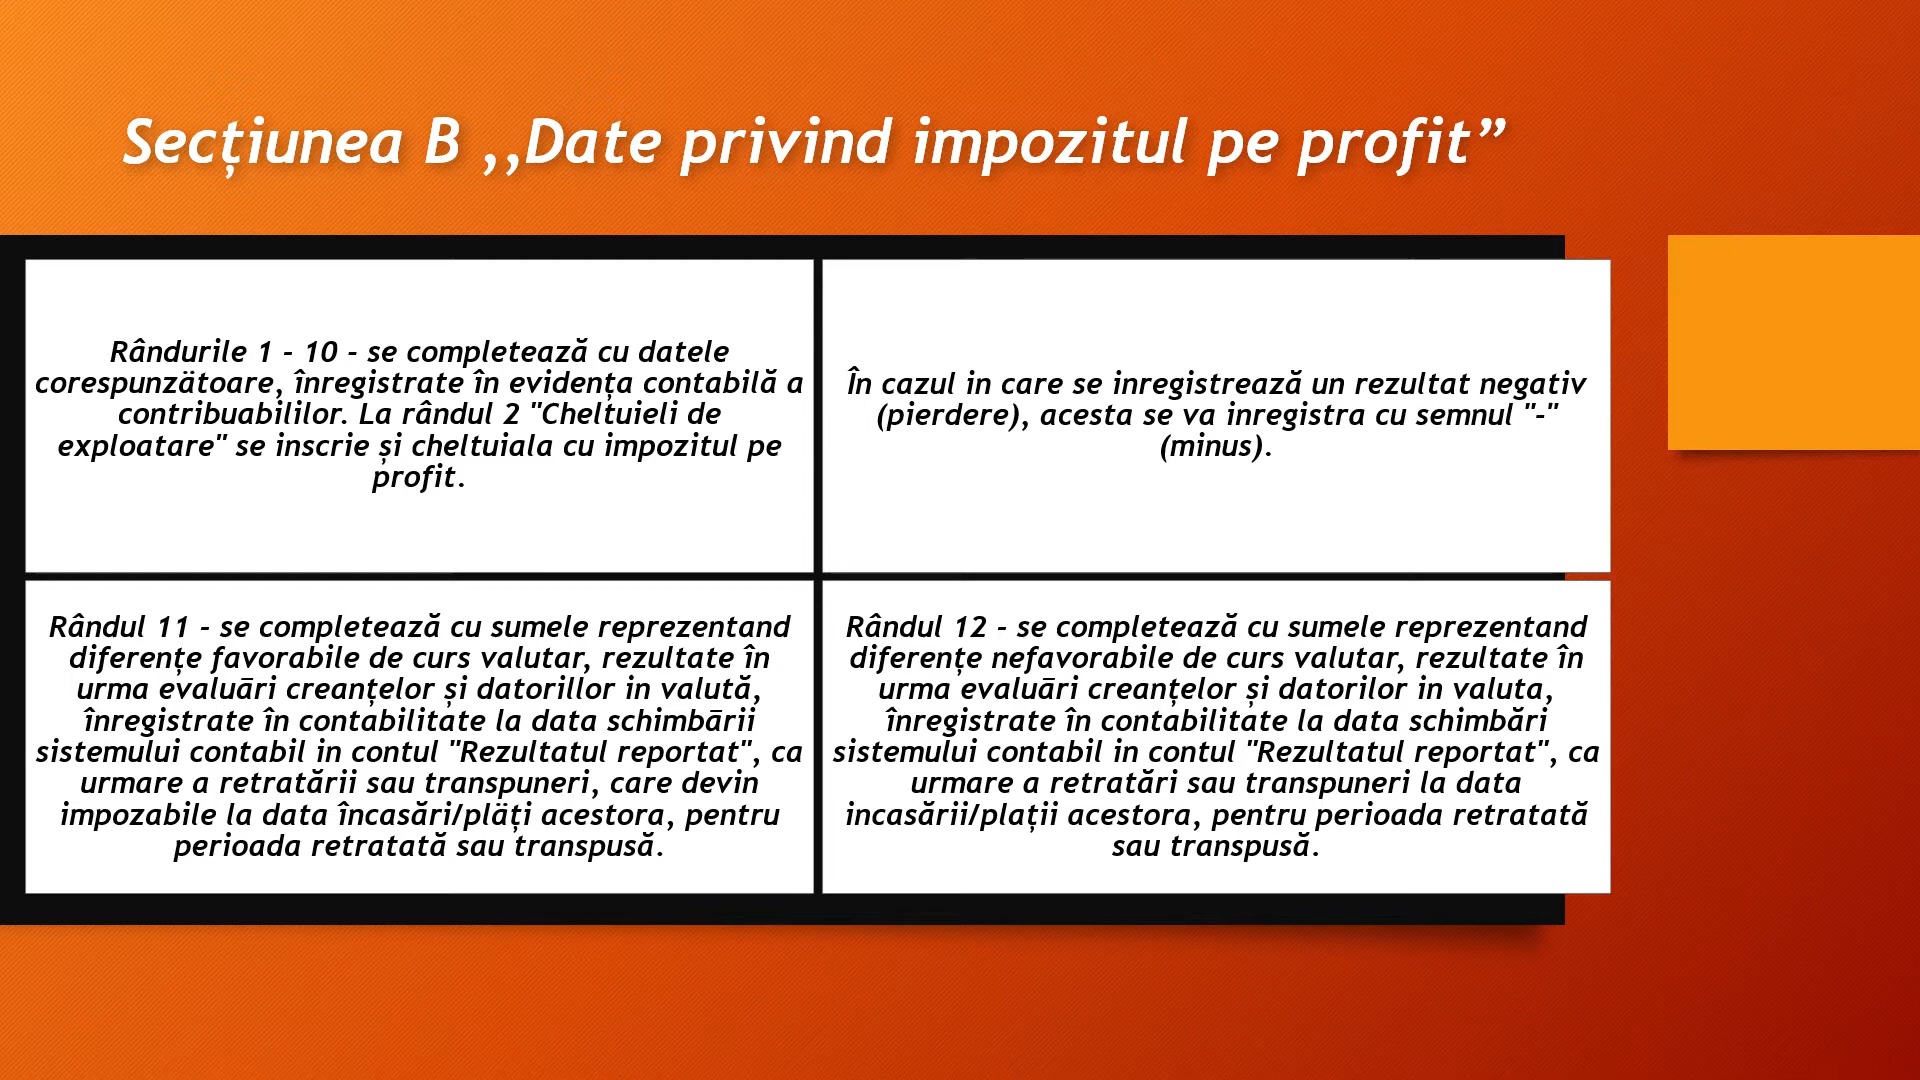 Secțiunea B ,,Date privind impozitul pe profit”
Rândurile 1 - 10 - se completează cu datele
corespunzätoare, înregistrate în evidența contabilă a
contribuabililor. La rândul 2 "Cheltuieli de
exploatare" se inscrie și cheltuiala cu impozitul pe
profit.
În cazul in care se inregistrează un rezultat negativ
(pierdere), acesta se va inregistra cu semnul "-"
(minus).
Rândul 11 - se completează cu sumele reprezentand
diferențe favorabile de curs valutar, rezultate în
urma evaluāri creanțelor și datorillor in valută,
înregistrate în contabilitate la data schimbārii
sistemului contabil in contul "Rezultatul reportat", ca
urmare a retratării sau transpuneri, care devin
impozabile la data încasări/pläți acestora, pentru
perioada retratată sau transpusă.
Rândul 12 - se completează cu sumele reprezentand
diferențe nefavorabile de curs valutar, rezultate în
urma evaluāri creanțelor și datorilor in valuta,
înregistrate în contabilitate la data schimbări
sistemului contabil in contul "Rezultatul reportat", ca
urmare a retratări sau transpuneri la data
incasării/plații acestora, pentru perioada retratată
sau transpusă.